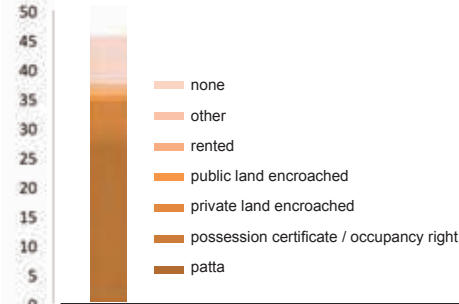 50
45
40
35
30
25
20
15
10
5
0
none
other
rented
public land encroached
private land encroached
possession certificate / occupancy right
patta